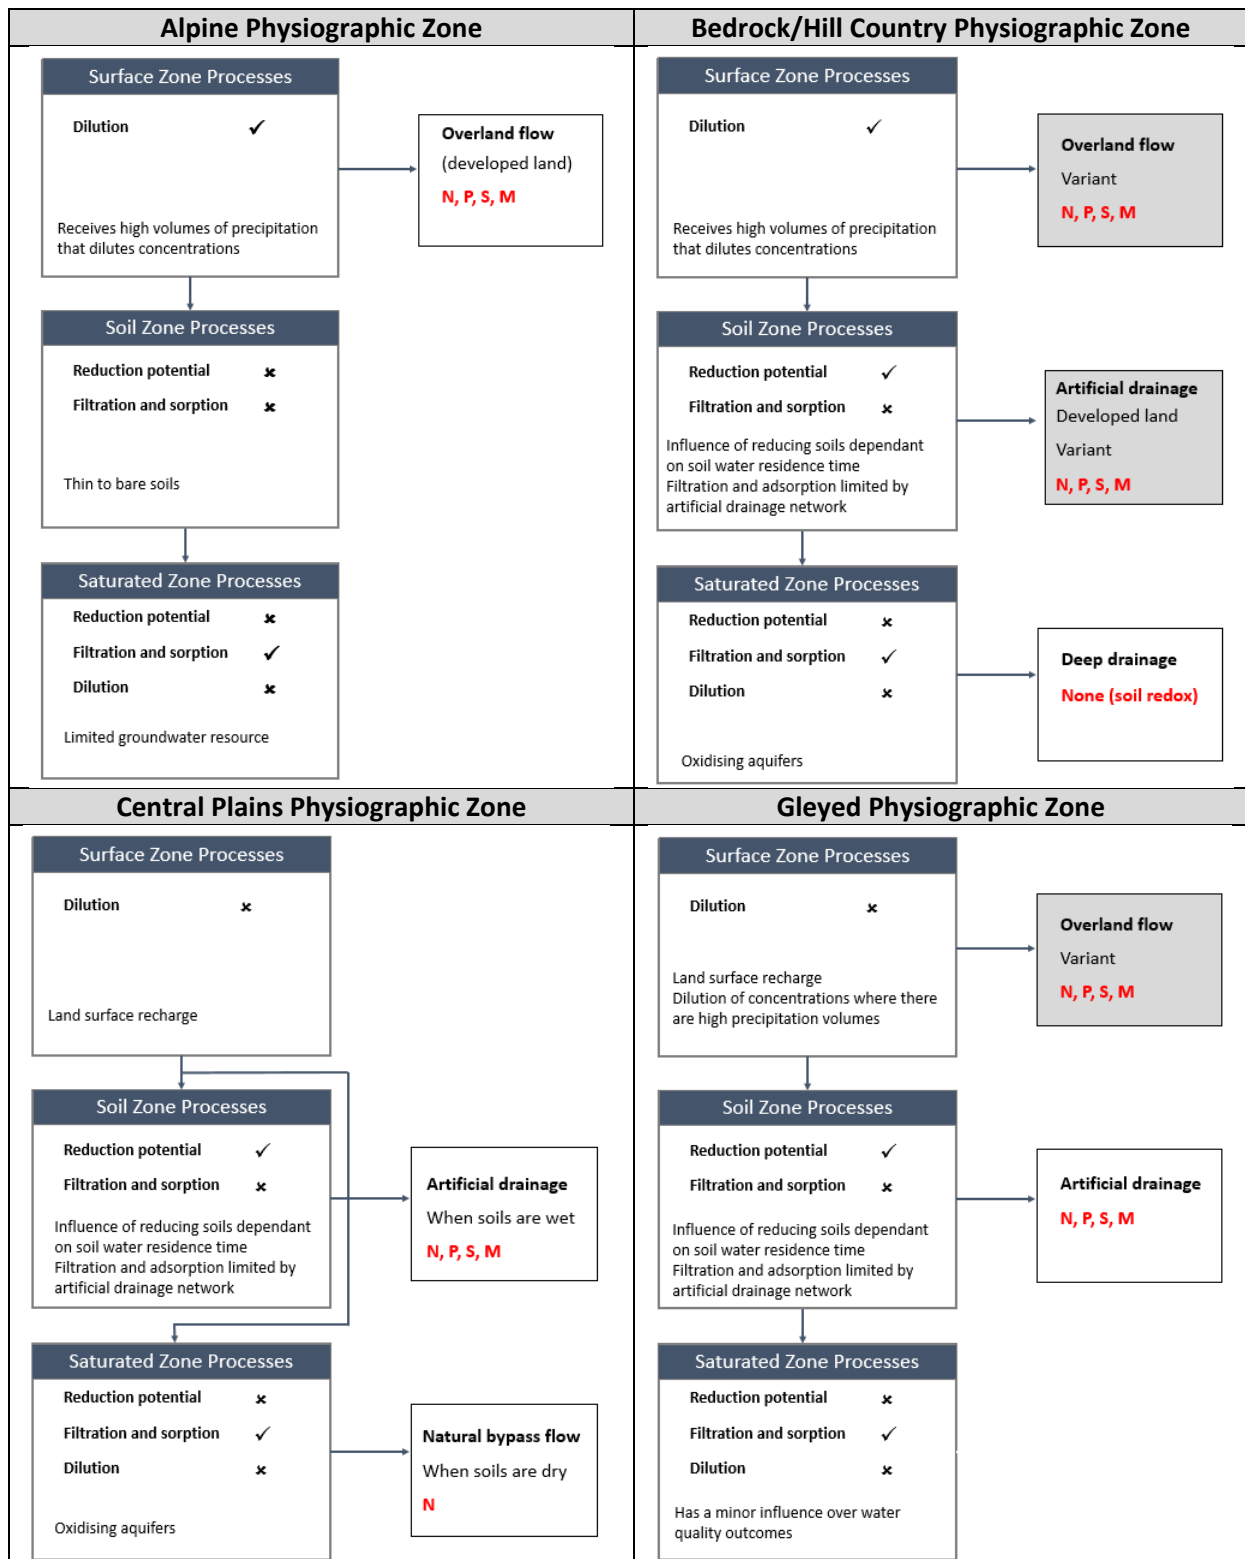 Alpine Physiographic Zone
Surface Zone Processes
Dilution ✓
Receives high volumes of precipitation
that dilutes concentrations
Overland flow
(developed land)
N, P, S, M
Soil Zone Processes
Reduction potential ×
Filtration and sorption ×
Thin to bare soils
Saturated Zone Processes
Reduction potential ×
Filtration and sorption ✓
Dilution ×
Limited groundwater resource
Bedrock/Hill Country Physiographic Zone
Surface Zone Processes
Dilution ✓
Receives high volumes of precipitation
that dilutes concentrations
Overland flow
Variant
N, P, S, M
Soil Zone Processes
Reduction potential ✓
Filtration and sorption ×
Influence of reducing soils dependant
on soil water residence time
Filtration and adsorption limited by
artificial drainage network
Artificial drainage
Developed land
Variant
N, P, S, M
Saturated Zone Processes
Reduction potential ×
Filtration and sorption ✓
Dilution ×
Oxidising aquifers
Deep drainage
None (soil redox)
Central Plains Physiographic Zone
Surface Zone Processes
Dilution ×
Land surface recharge
Soil Zone Processes
Reduction potential ✓
Filtration and sorption ×
Influence of reducing soils dependant
on soil water residence time
Filtration and adsorption limited by
artificial drainage network
Artificial drainage
When soils are wet
N, P, S, M
Saturated Zone Processes
Reduction potential ×
Filtration and sorption ✓
Dilution ×
Oxidising aquifers
Natural bypass flow
When soils are dry
N
Gleyed Physiographic Zone
Surface Zone Processes
Dilution ×
Land surface recharge
Dilution of concentrations where there
are high precipitation volumes
Overland flow
Variant
N, P, S, M
Soil Zone Processes
Reduction potential ✓
Filtration and sorption ×
Influence of reducing soils dependant
on soil water residence time
Filtration and adsorption limited by
artificial drainage network
Artificial drainage
N, P, S, M
Saturated Zone Processes
Reduction potential ×
Filtration and sorption ✓
Dilution ×
Has a minor influence over water
quality outcomes